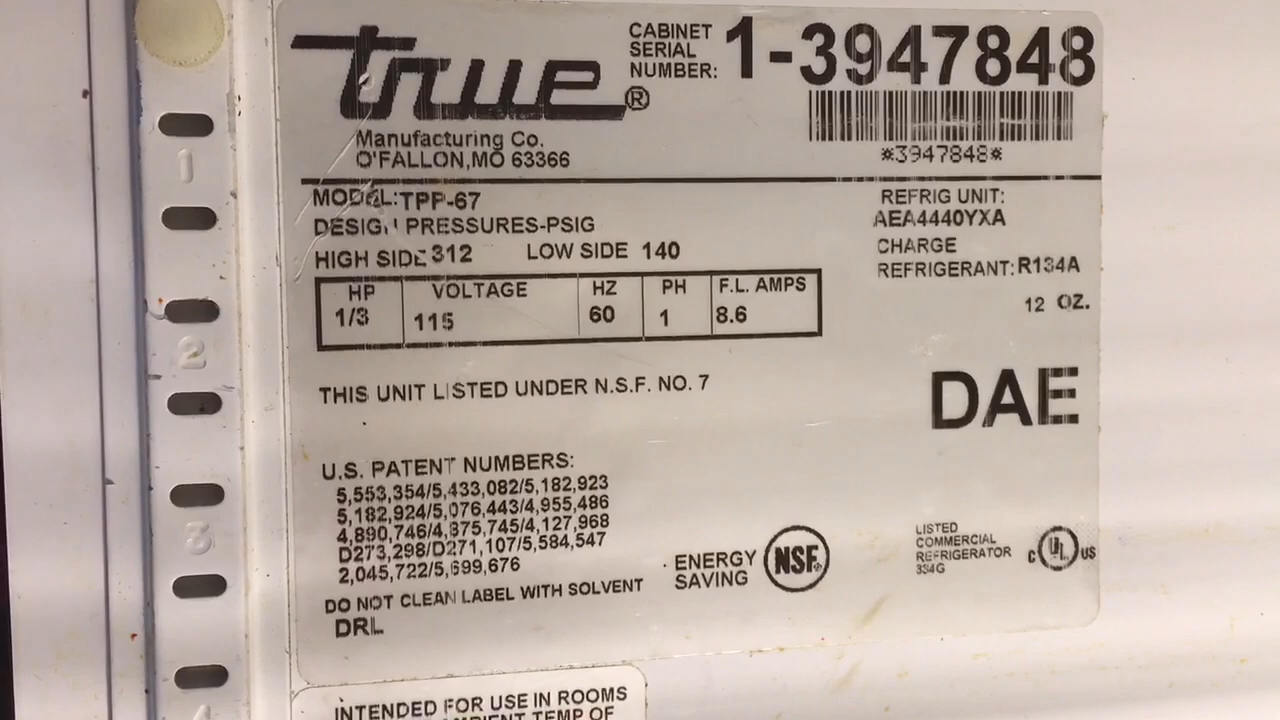 true®
Manufacturing Co.
O'FALLON,MO 63366
CABINET
SERIAL
NUMBER: 1-3947848
*3947848*
MODEL: TPP-67
DESIGN PRESSURES-PSIG
HIGH SIDE 312 LOW SIDE 140
REFRIG UNIT:
AEA4440YXA
CHARGE
REFRIGERANT: R134A
12 OZ.
HP VOLTAGE HZ PH F.L. AMPS
1/3 115 60 1 8.6
THIS UNIT LISTED UNDER N.S.F. NO. 7
DAE
U.S. PATENT NUMBERS:
5,553,354/5,433,082/5,182,923
5,182,924/5,076,443/4,955,486
4,890,746/4,875,745/4,127,968
D273,298/D271,107/5,584,547
2,045,722/5,699,676
DO NOT CLEAN LABEL WITH SOLVENT
DRL
ENERGY
SAVING
NSF
LISTED
COMMERCIAL
REFRIGERATOR
334G
C UL US
INTENDED FOR USE IN ROOMS
TEMP OF
1
2
3
4